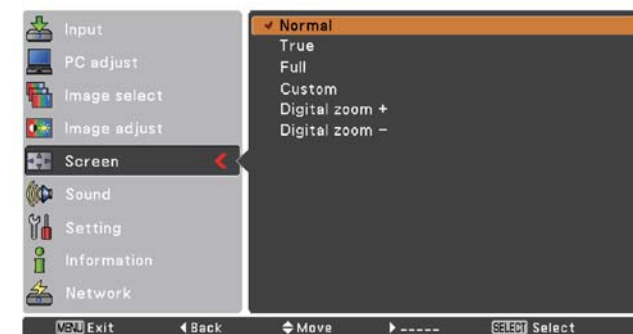 Input
PC adjust
Image select
Image adjust
Screen
Sound
Setting
Information
Network
Normal
True
Full
Custom
Digital zoom +
Digital zoom −
MENU Exit Back Move ----- SELECT Select